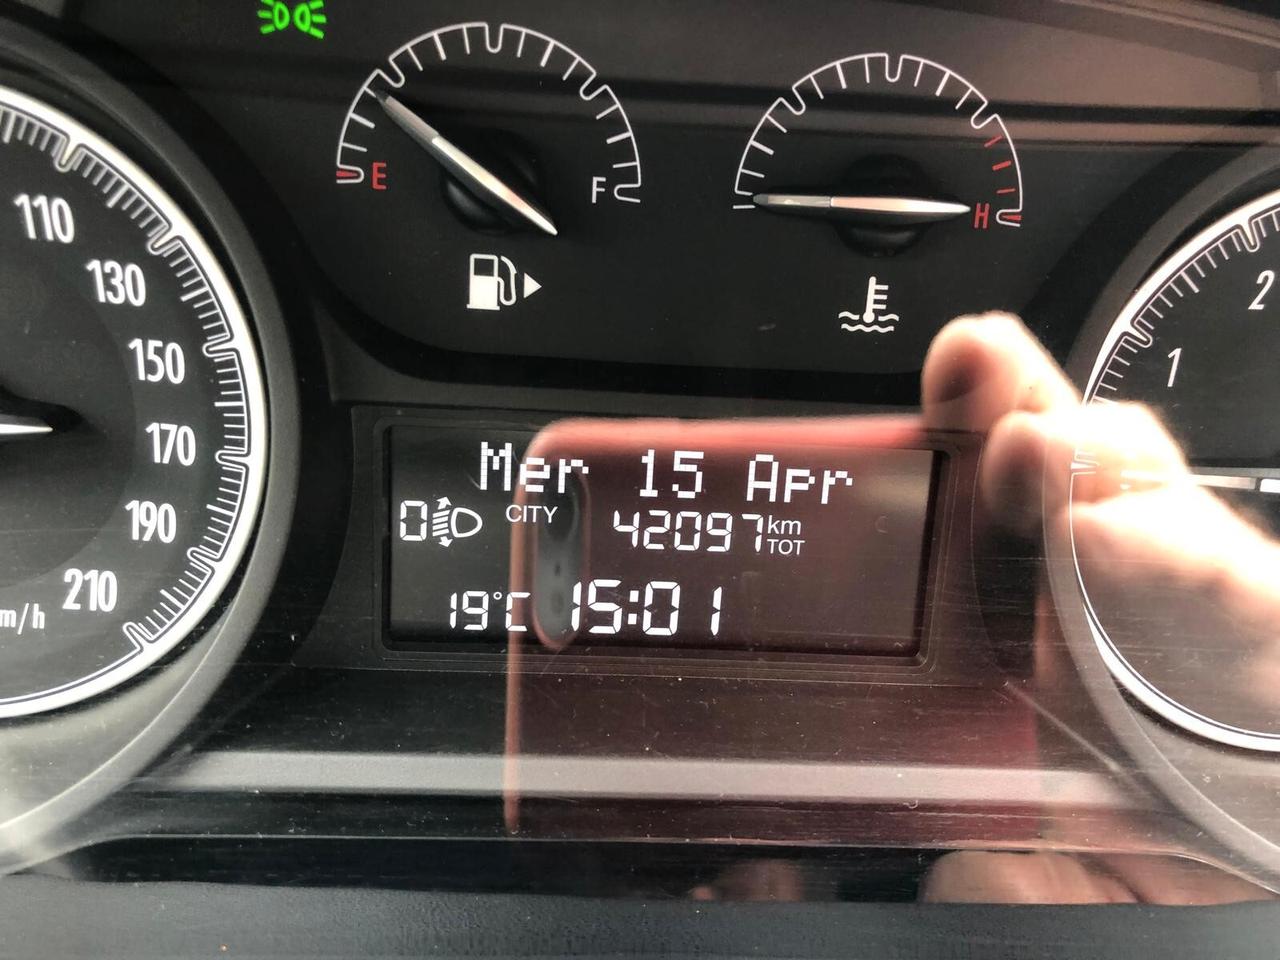 E
F
H
110
130
150
170
190
210
m/h
1
2
Mer 15 Apr
0 CITY 42097 km
TOT
19°C 15:01